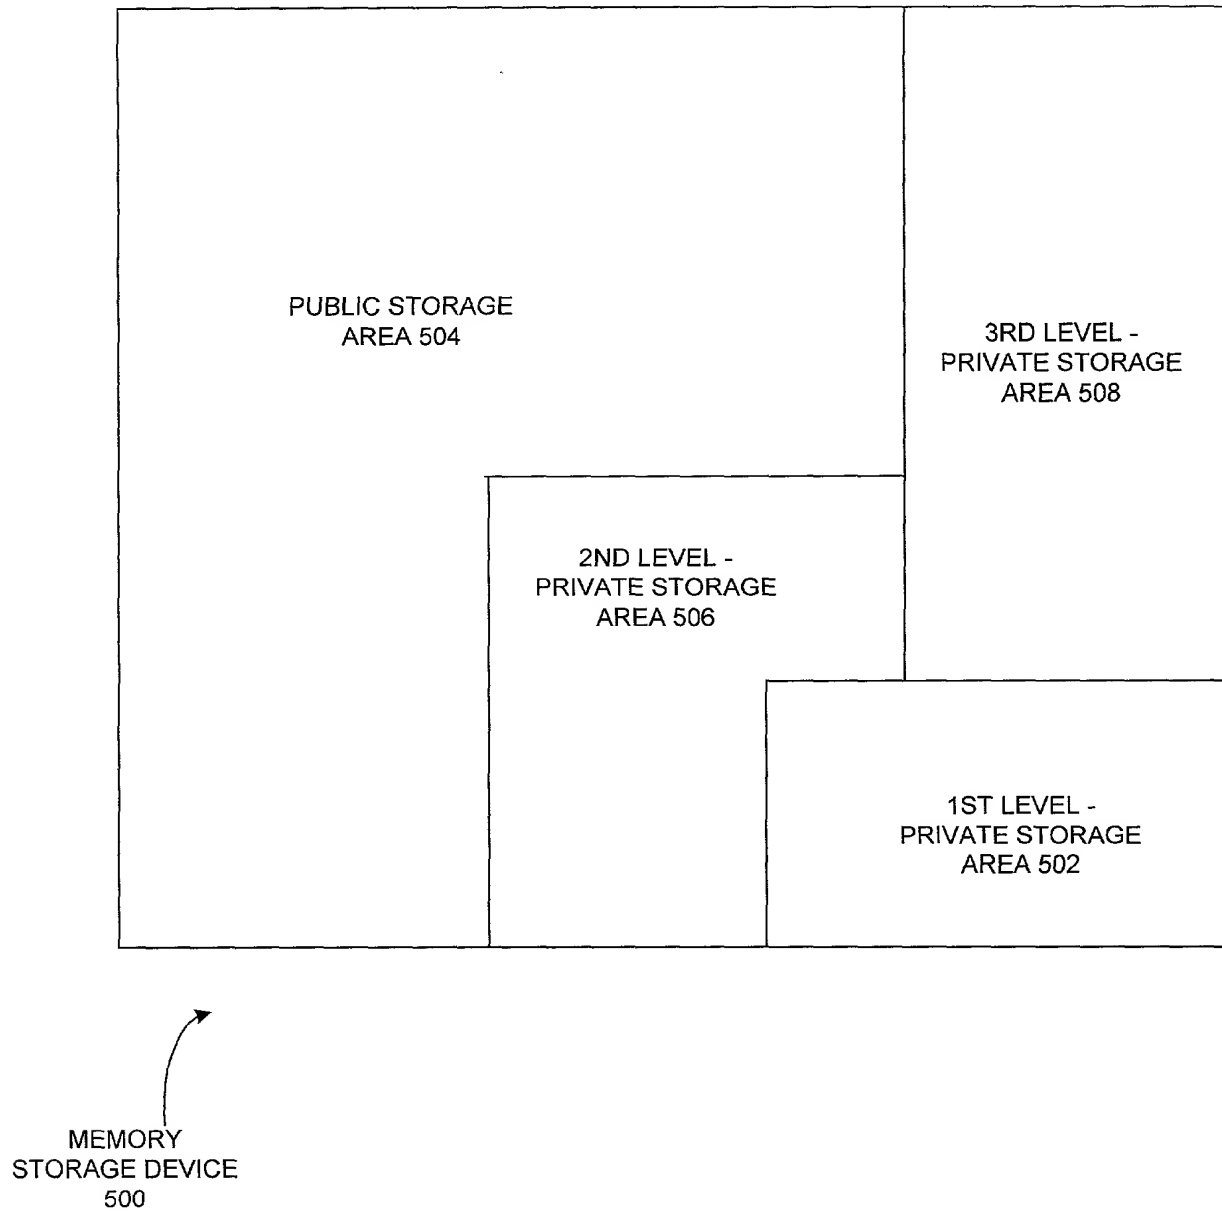 PUBLIC STORAGE
AREA 504
3RD LEVEL -
PRIVATE STORAGE
AREA 508
2ND LEVEL -
PRIVATE STORAGE
AREA 506
1ST LEVEL -
PRIVATE STORAGE
AREA 502
MEMORY
STORAGE DEVICE
500